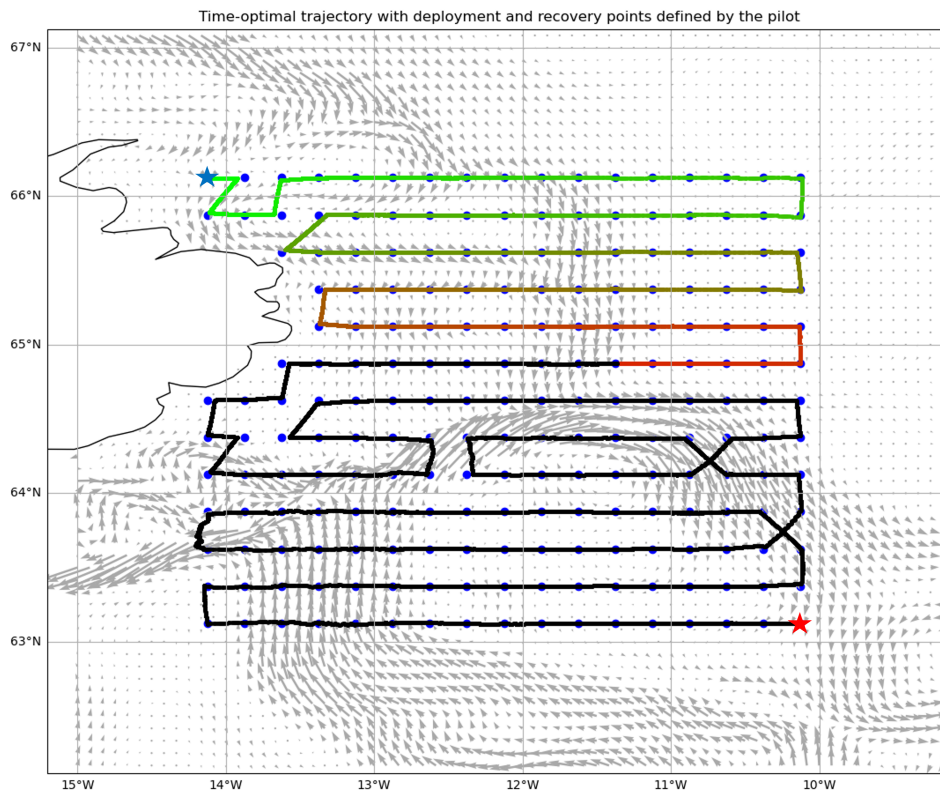 Time-optimal trajectory with deployment and recovery points defined by the pilot
67°N
66°N
65°N
64°N
63°N
15°W 14°W 13°W 12°W 11°W 10°W